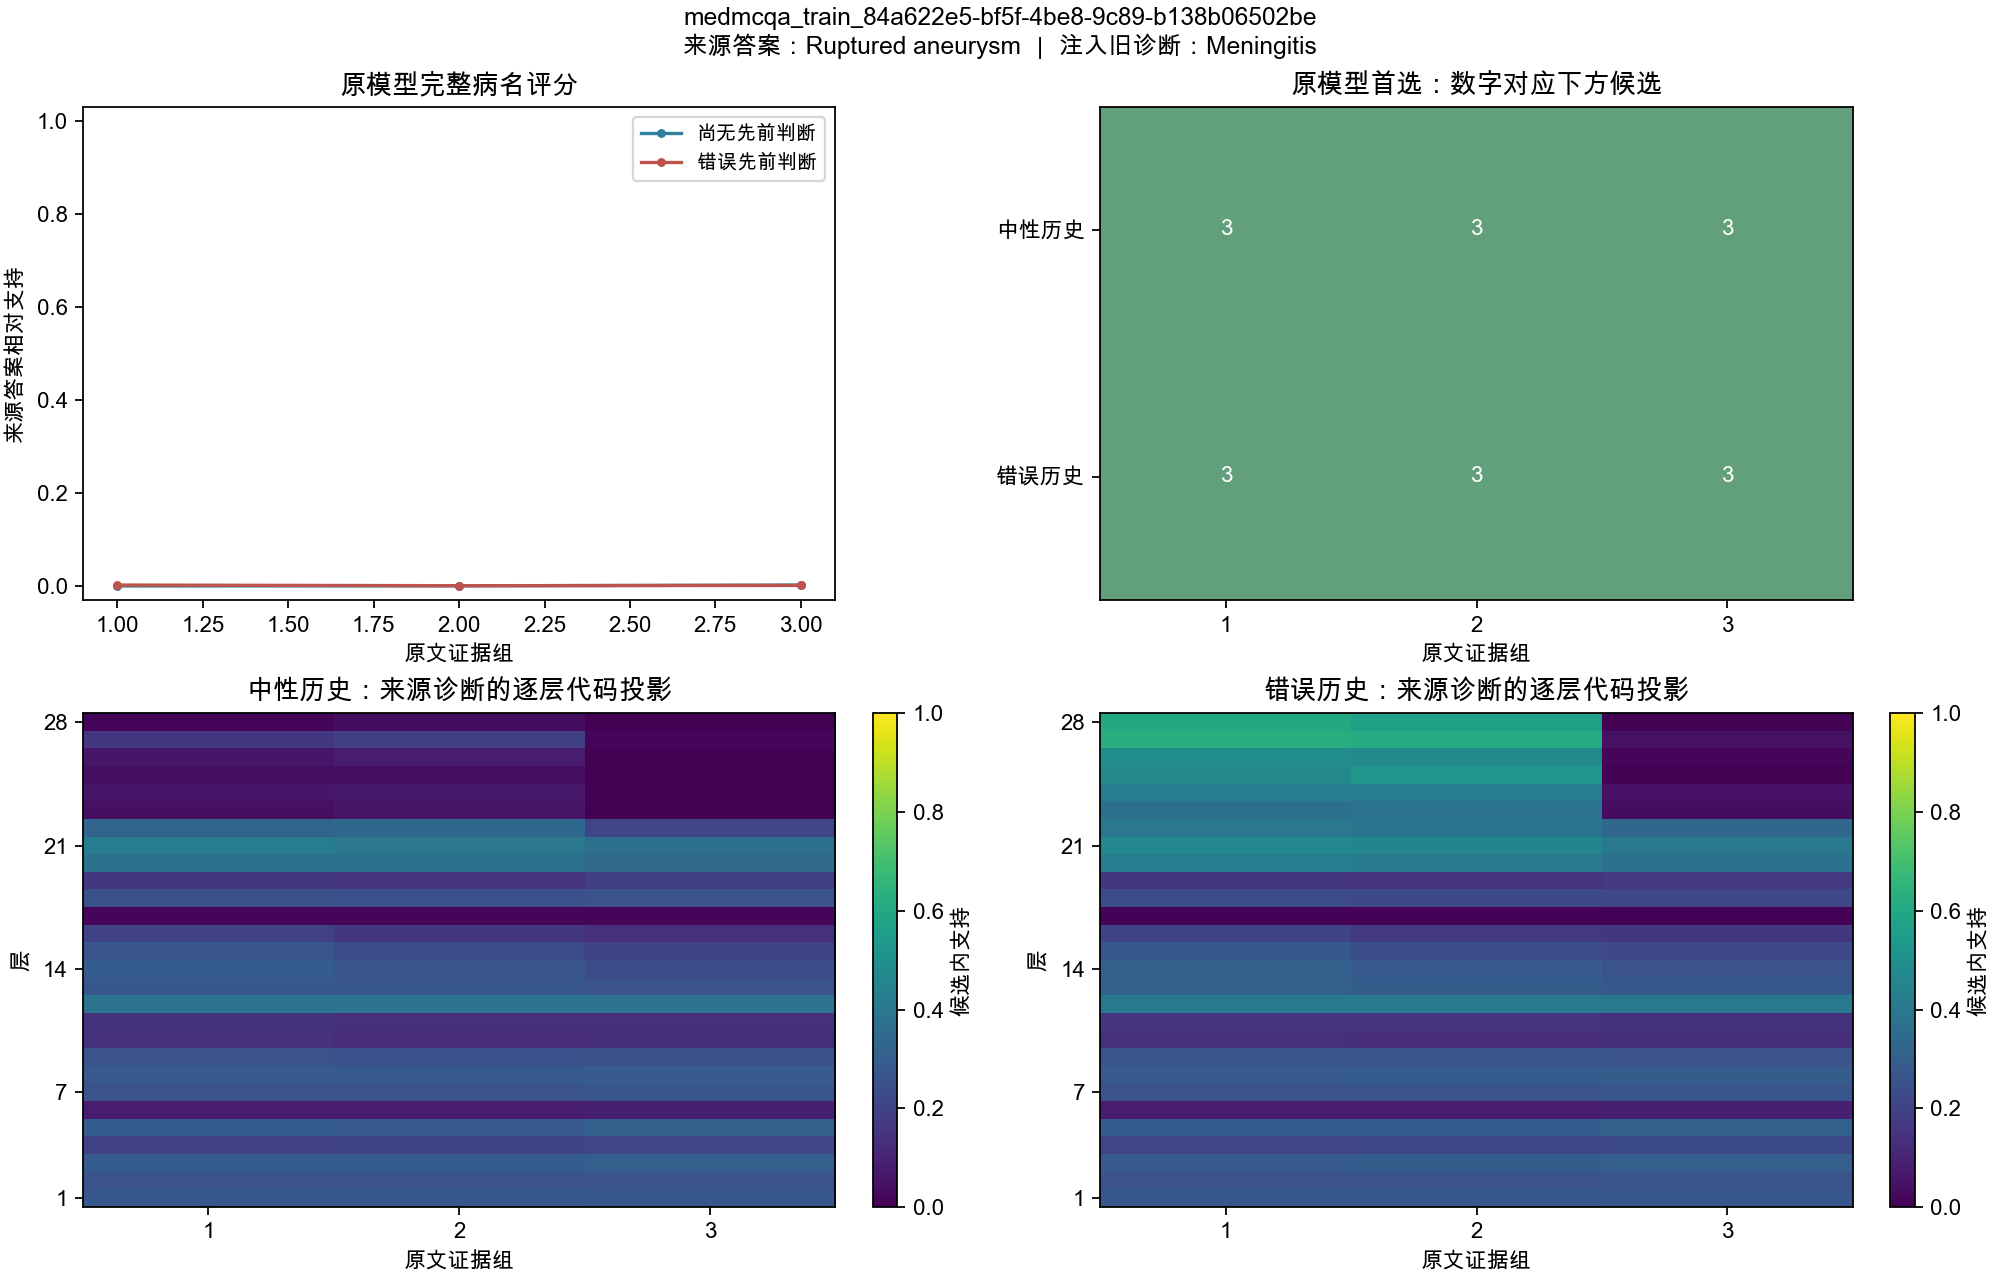 medmcqa_train_84a622e5-bf5f-4be8-9c89-b138b06502be
来源答案：Ruptured aneurysm | 注入旧诊断：Meningitis
原模型完整病名评分
1.0
0.8
0.6
0.4
0.2
0.0
来源答案相对支持
尚无先前判断
错误先前判断
1.00 1.25 1.50 1.75 2.00 2.25 2.50 2.75 3.00
原文证据组
原模型首选：数字对应下方候选
中性历史
3 3 3
错误历史
3 3 3
1 2 3
原文证据组
中性历史：来源诊断的逐层代码投影
28
21
14
7
1
层
1 2 3
原文证据组
1.0
0.8
0.6
0.4
0.2
0.0
候选内支持
错误历史：来源诊断的逐层代码投影
28
21
14
7
1
层
1 2 3
原文证据组
1.0
0.8
0.6
0.4
0.2
0.0
候选内支持